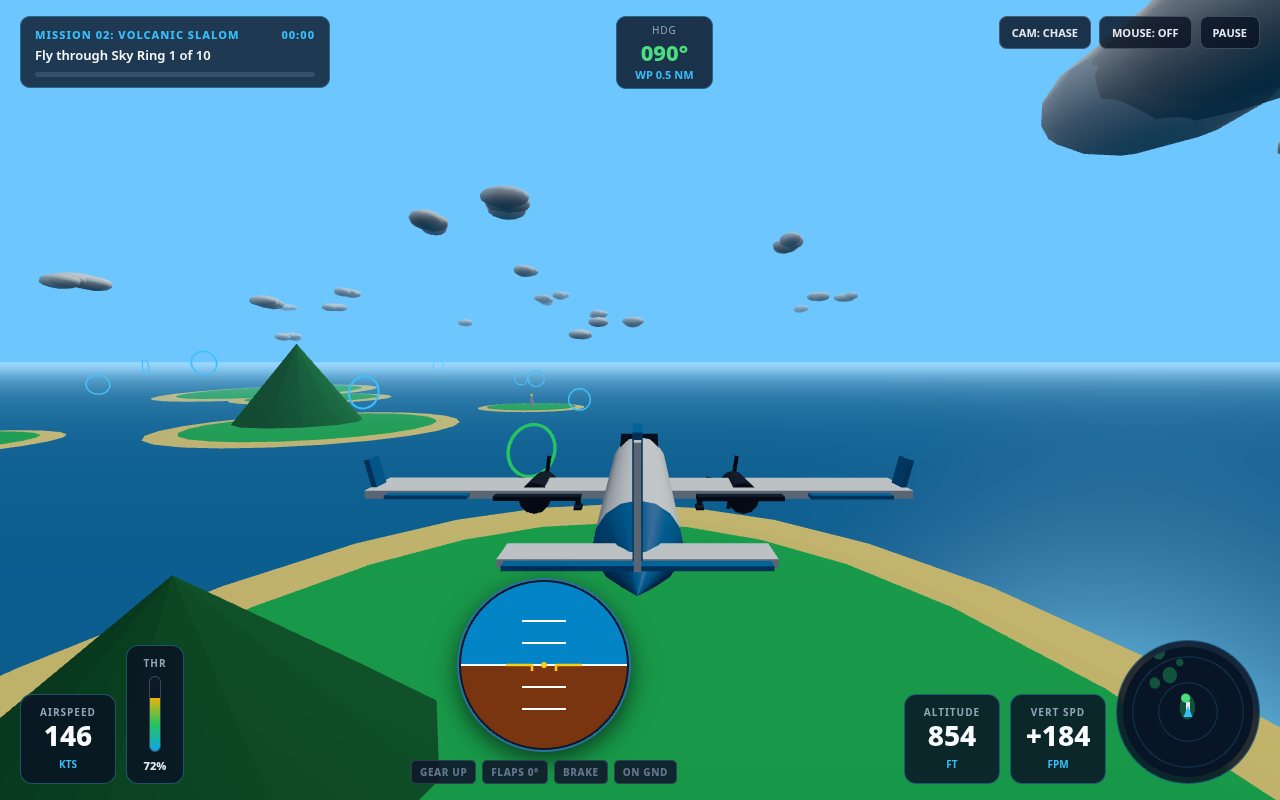 MISSION 02: VOLCANIC SLALOM 00:00
Fly through Sky Ring 1 of 10
HDG
090°
WP 0.5 NM
CAM: CHASE
MOUSE: OFF
PAUSE
AIRSPEED
146
KTS
THR
72%
GEAR UP
FLAPS 0°
BRAKE
ON GND
ALTITUDE
854
FT
VERT SPD
+184
FPM